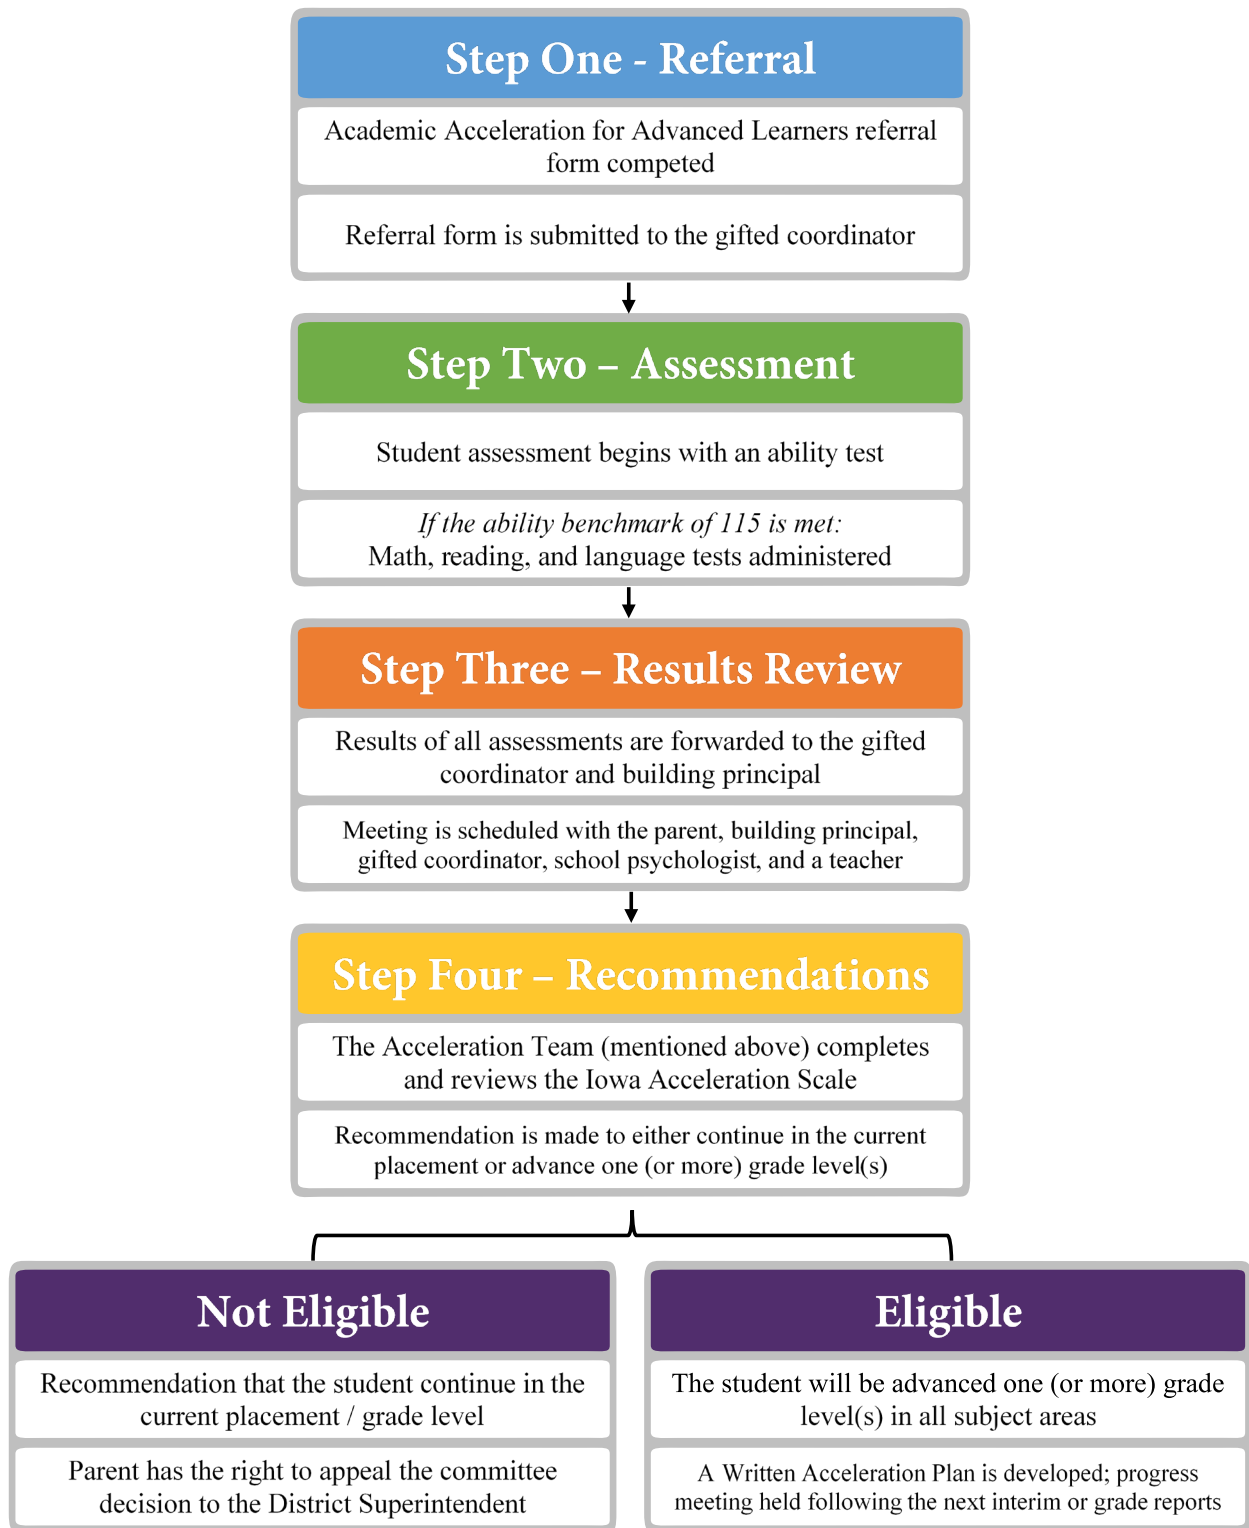 Step One - Referral
Academic Acceleration for Advanced Learners referral
form competed
Referral form is submitted to the gifted coordinator
Step Two – Assessment
Student assessment begins with an ability test
If the ability benchmark of 115 is met:
Math, reading, and language tests administered
Step Three – Results Review
Results of all assessments are forwarded to the gifted
coordinator and building principal
Meeting is scheduled with the parent, building principal,
gifted coordinator, school psychologist, and a teacher
Step Four – Recommendations
The Acceleration Team (mentioned above) completes
and reviews the Iowa Acceleration Scale
Recommendation is made to either continue in the current
placement or advance one (or more) grade level(s)
Not Eligible
Recommendation that the student continue in the
current placement / grade level
Parent has the right to appeal the committee
decision to the District Superintendent
Eligible
The student will be advanced one (or more) grade
level(s) in all subject areas
A Written Acceleration Plan is developed; progress
meeting held following the next interim or grade reports